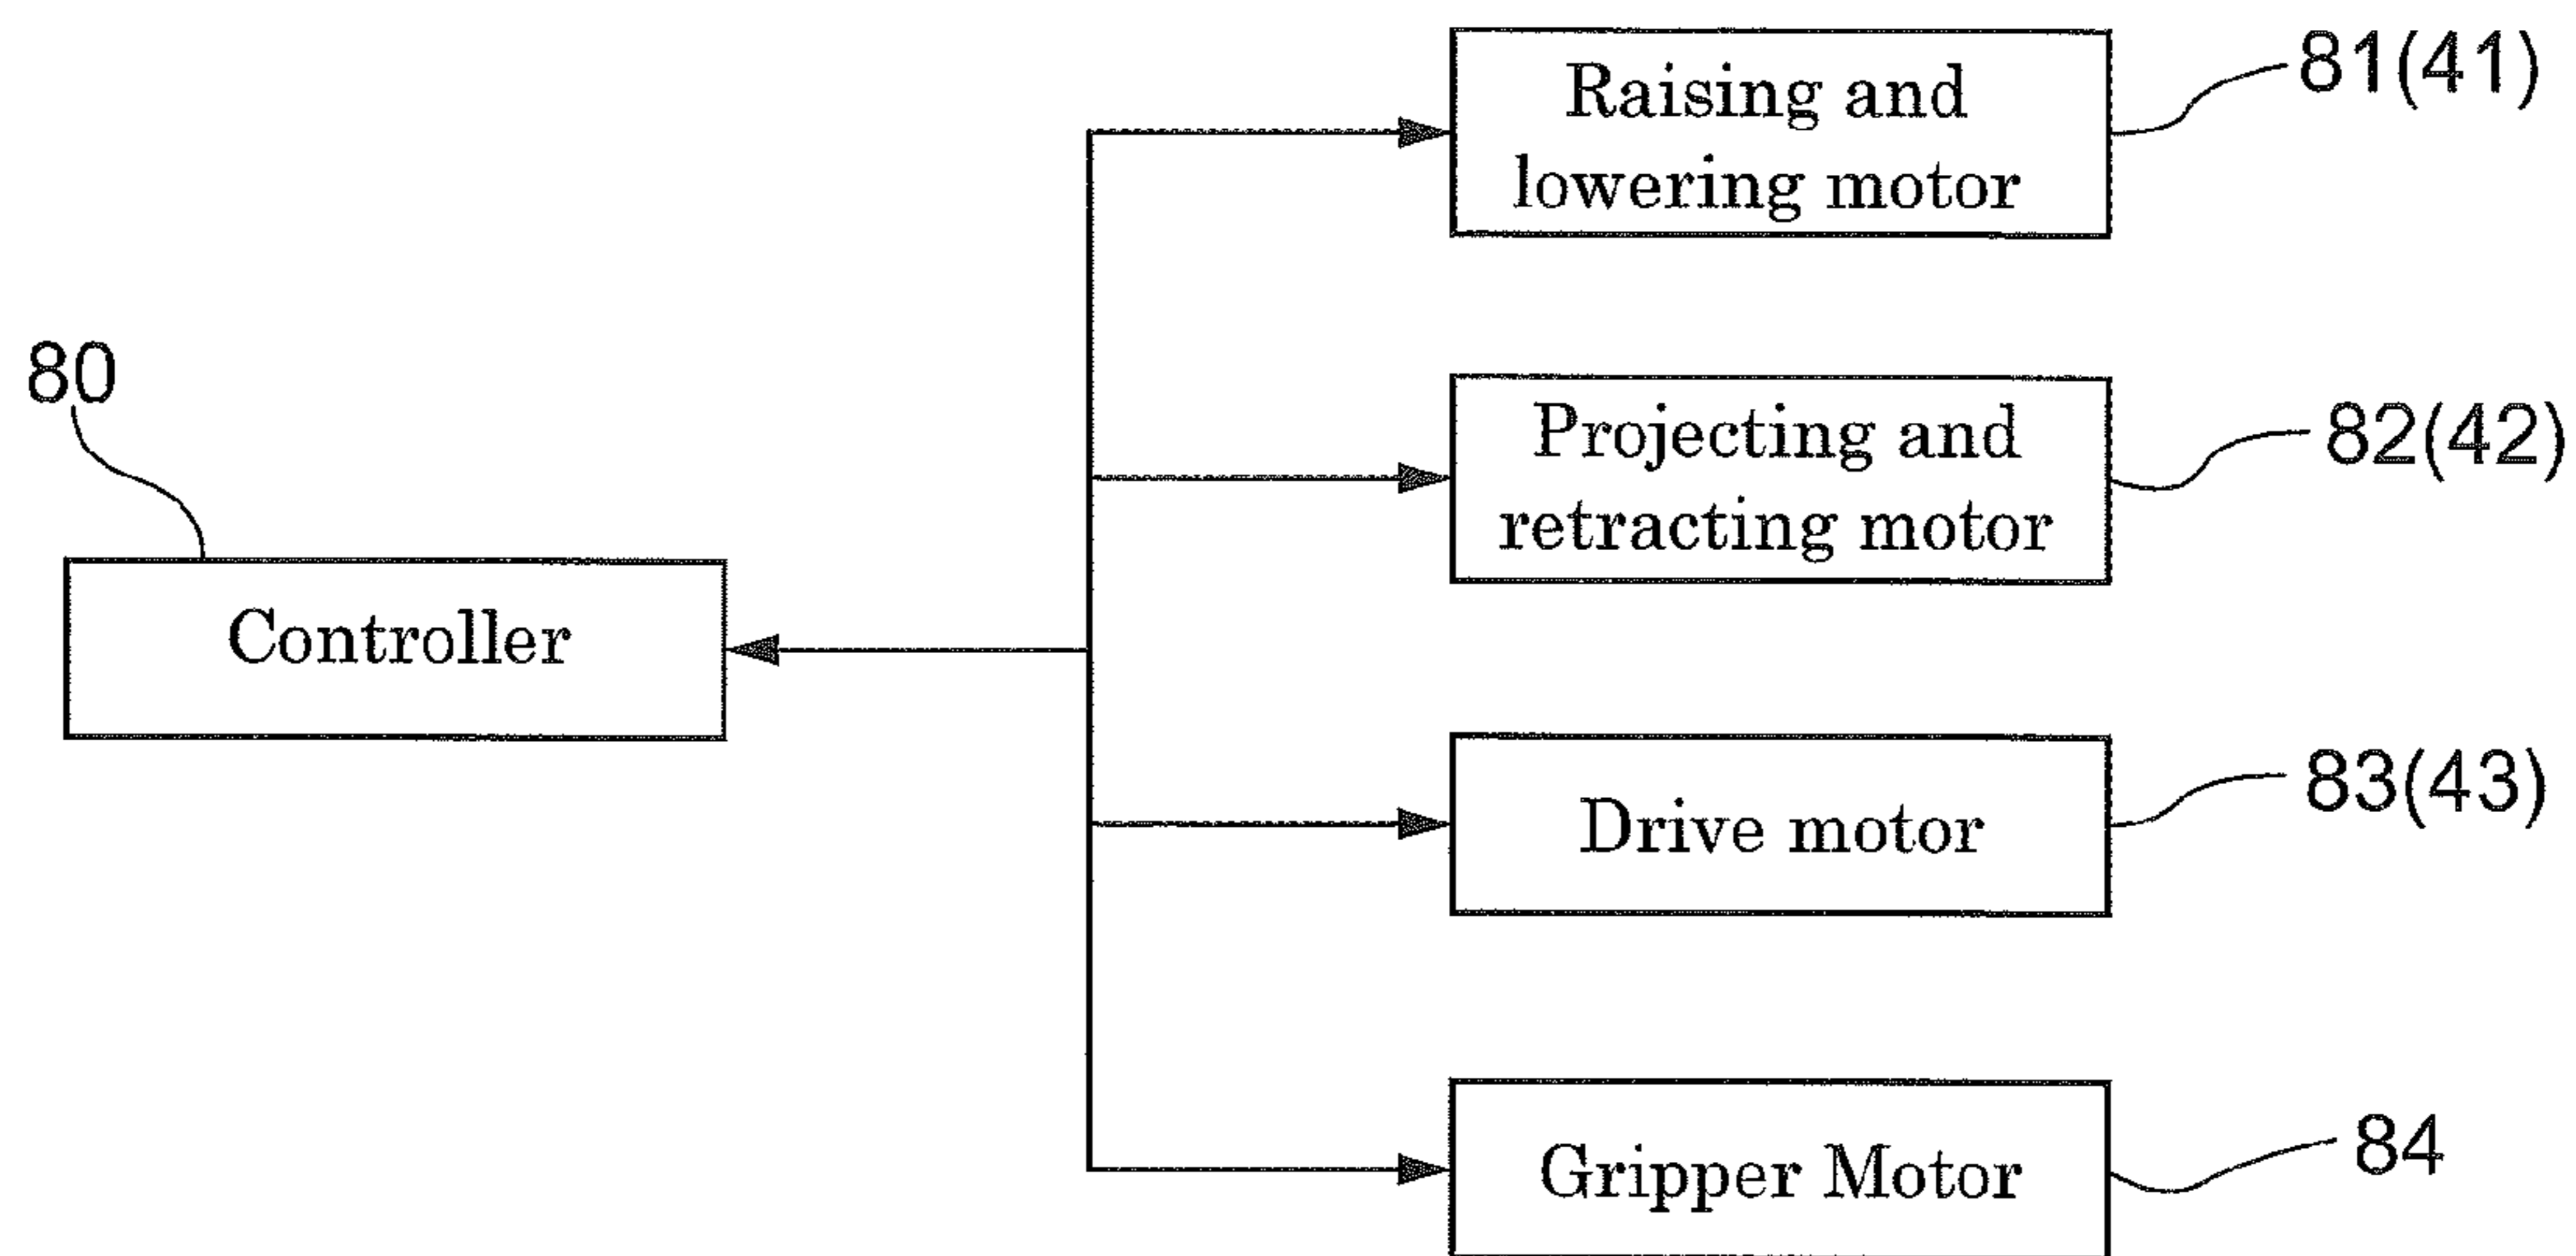 Raising and
lowering motor
81(41)
80
Projecting and
retracting motor
82(42)
Controller
Drive motor
83(43)
Gripper Motor
84